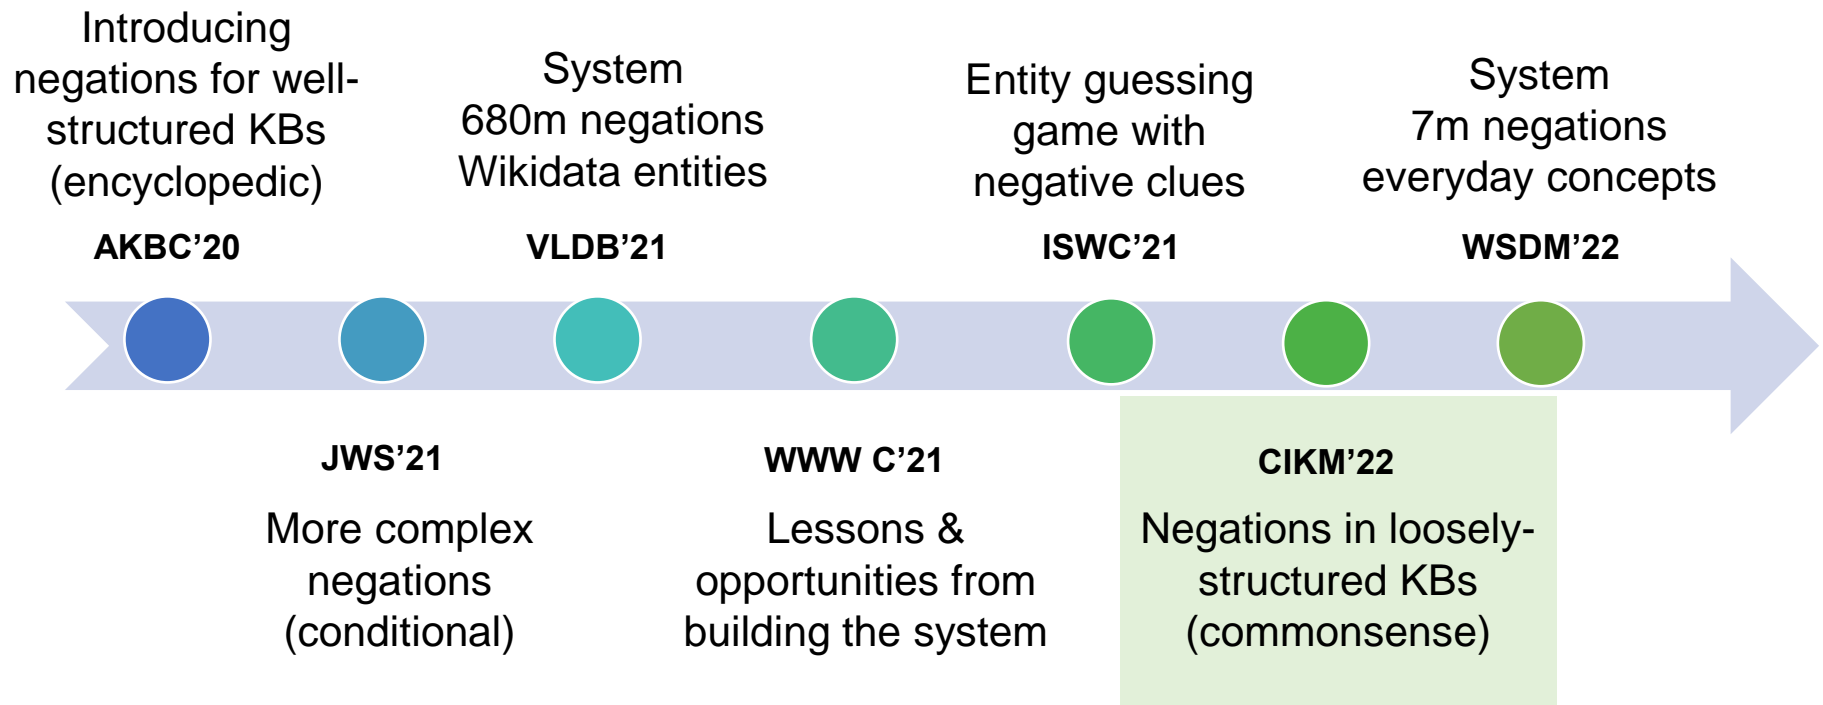 Introducing
negations for well-
structured KBs
(encyclopedic)
AKBC’20
System
680m negations
Wikidata entities
VLDB’21
Entity guessing
game with
negative clues
ISWC’21
System
7m negations
everyday concepts
WSDM’22
JWS’21
More complex
negations
(conditional)
WWW C’21
Lessons &
opportunities from
building the system
CIKM’22
Negations in loosely-
structured KBs
(commonsense)